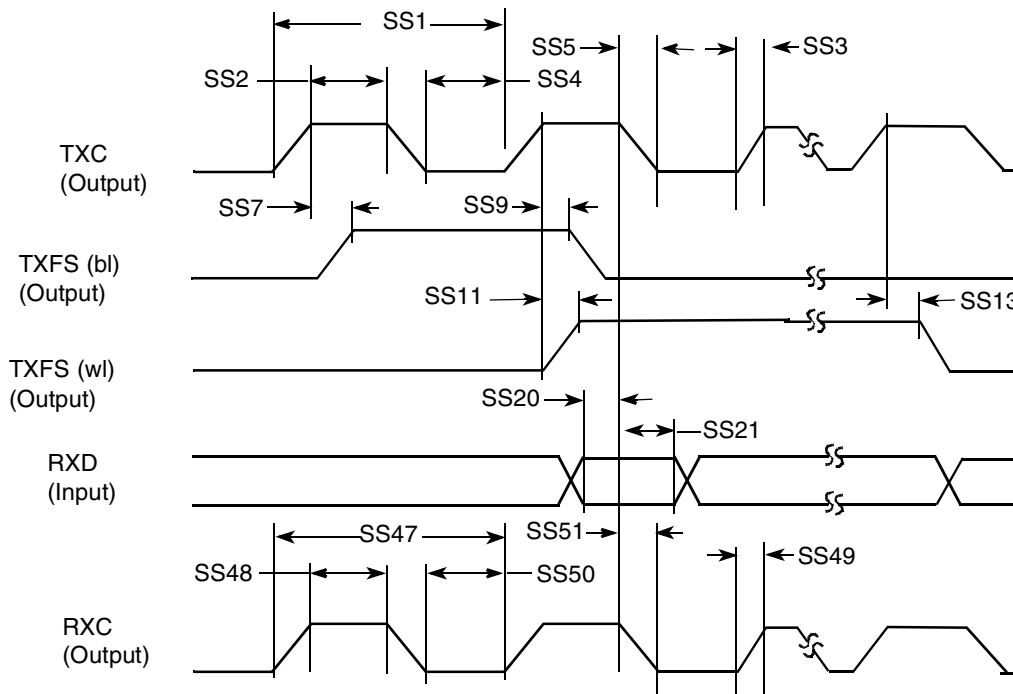 SS1
SS5
SS3
SS2
SS4
TXC
(Output)
SS7
SS9
TXFS (bl)
(Output)
SS11
SS13
TXFS (wl)
(Output)
SS20
SS21
RXD
(Input)
SS47
SS51
SS49
SS48
SS50
RXC
(Output)